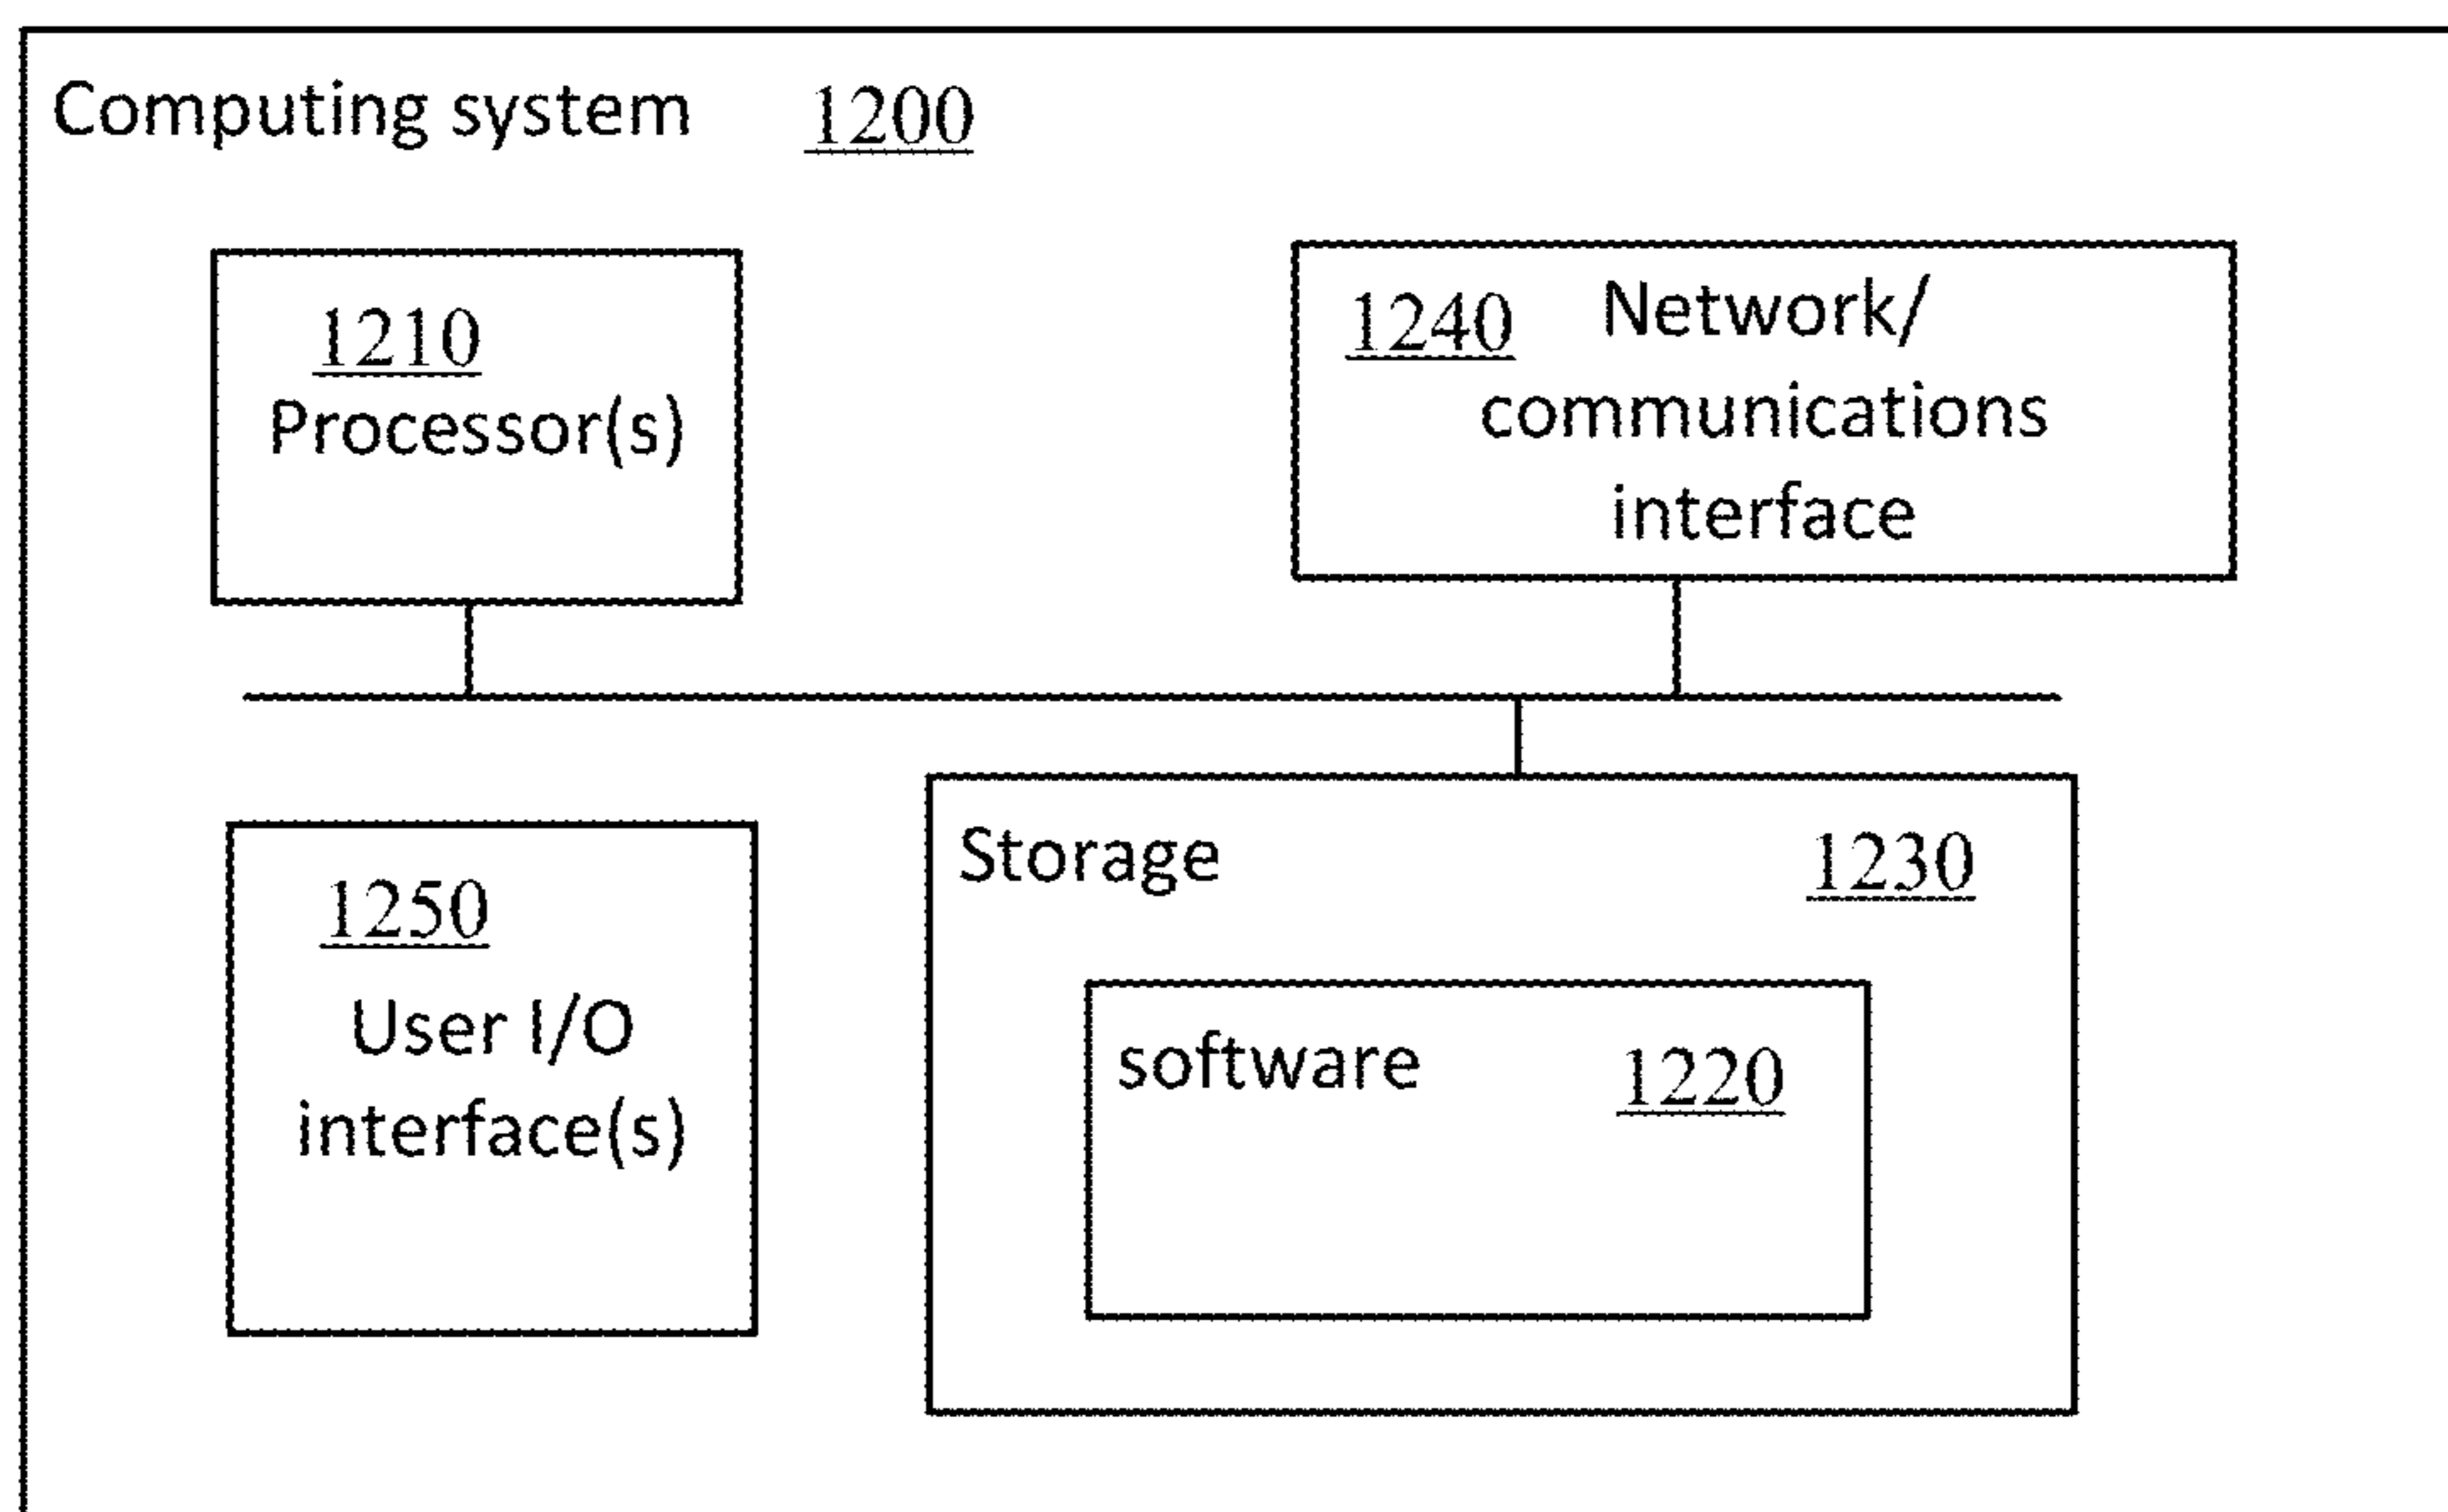 Computing system 1200
1210
Processor(s)
1240 Network/
communications
interface
1250
User I/O
interface(s)
Storage 1230
software 1220